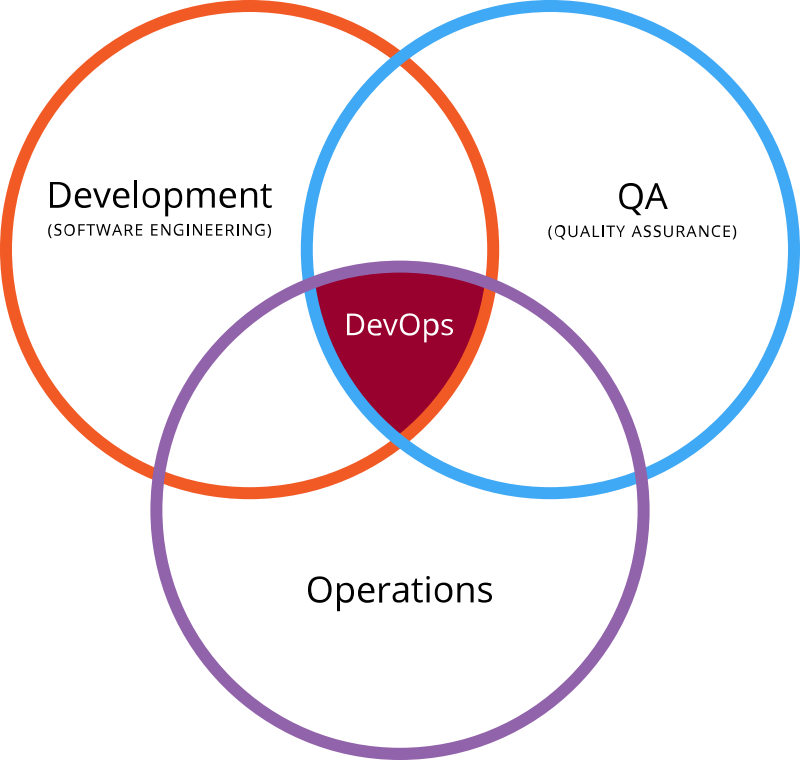 Development
(SOFTWARE ENGINEERING)
QA
(QUALITY ASSURANCE)
DevOps
Operations